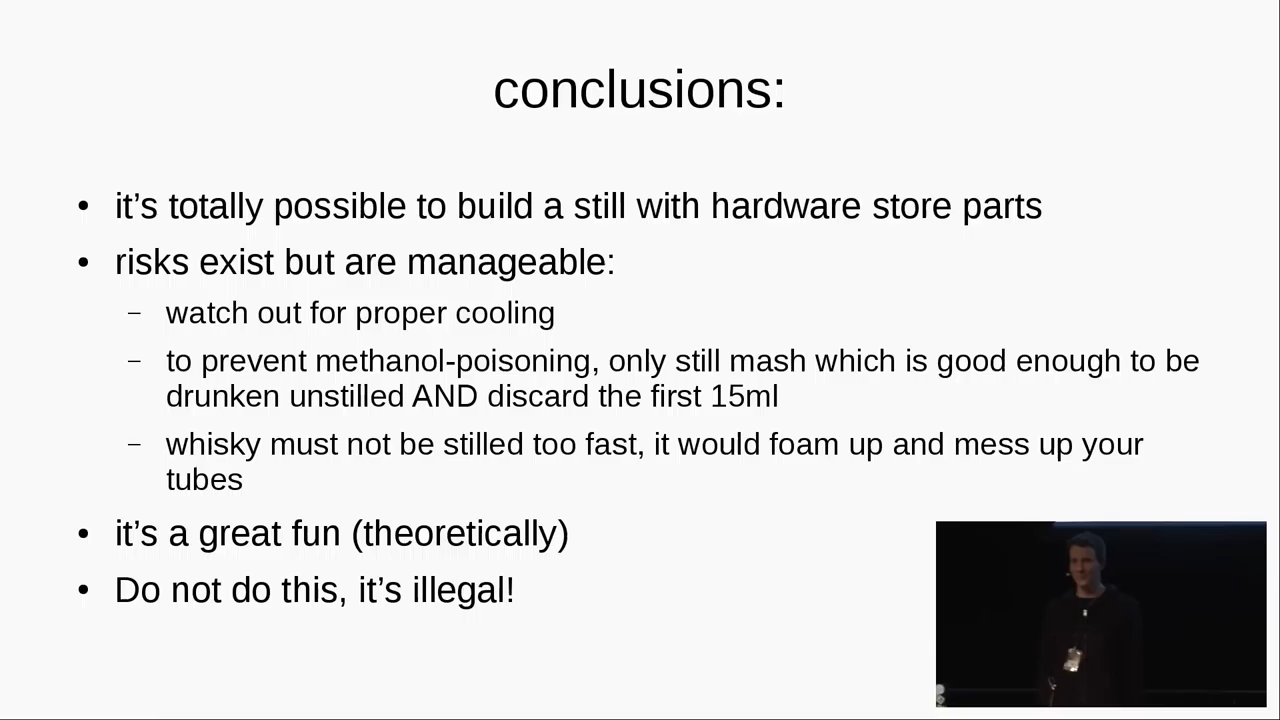 conclusions:
• it's totally possible to build a still with hardware store parts
• risks exist but are manageable:
– watch out for proper cooling
– to prevent methanol-poisoning, only still mash which is good enough to be
drunken unstilled AND discard the first 15ml
– whisky must not be stilled too fast, it would foam up and mess up your
tubes
• it's a great fun (theoretically)
• Do not do this, it's illegal!